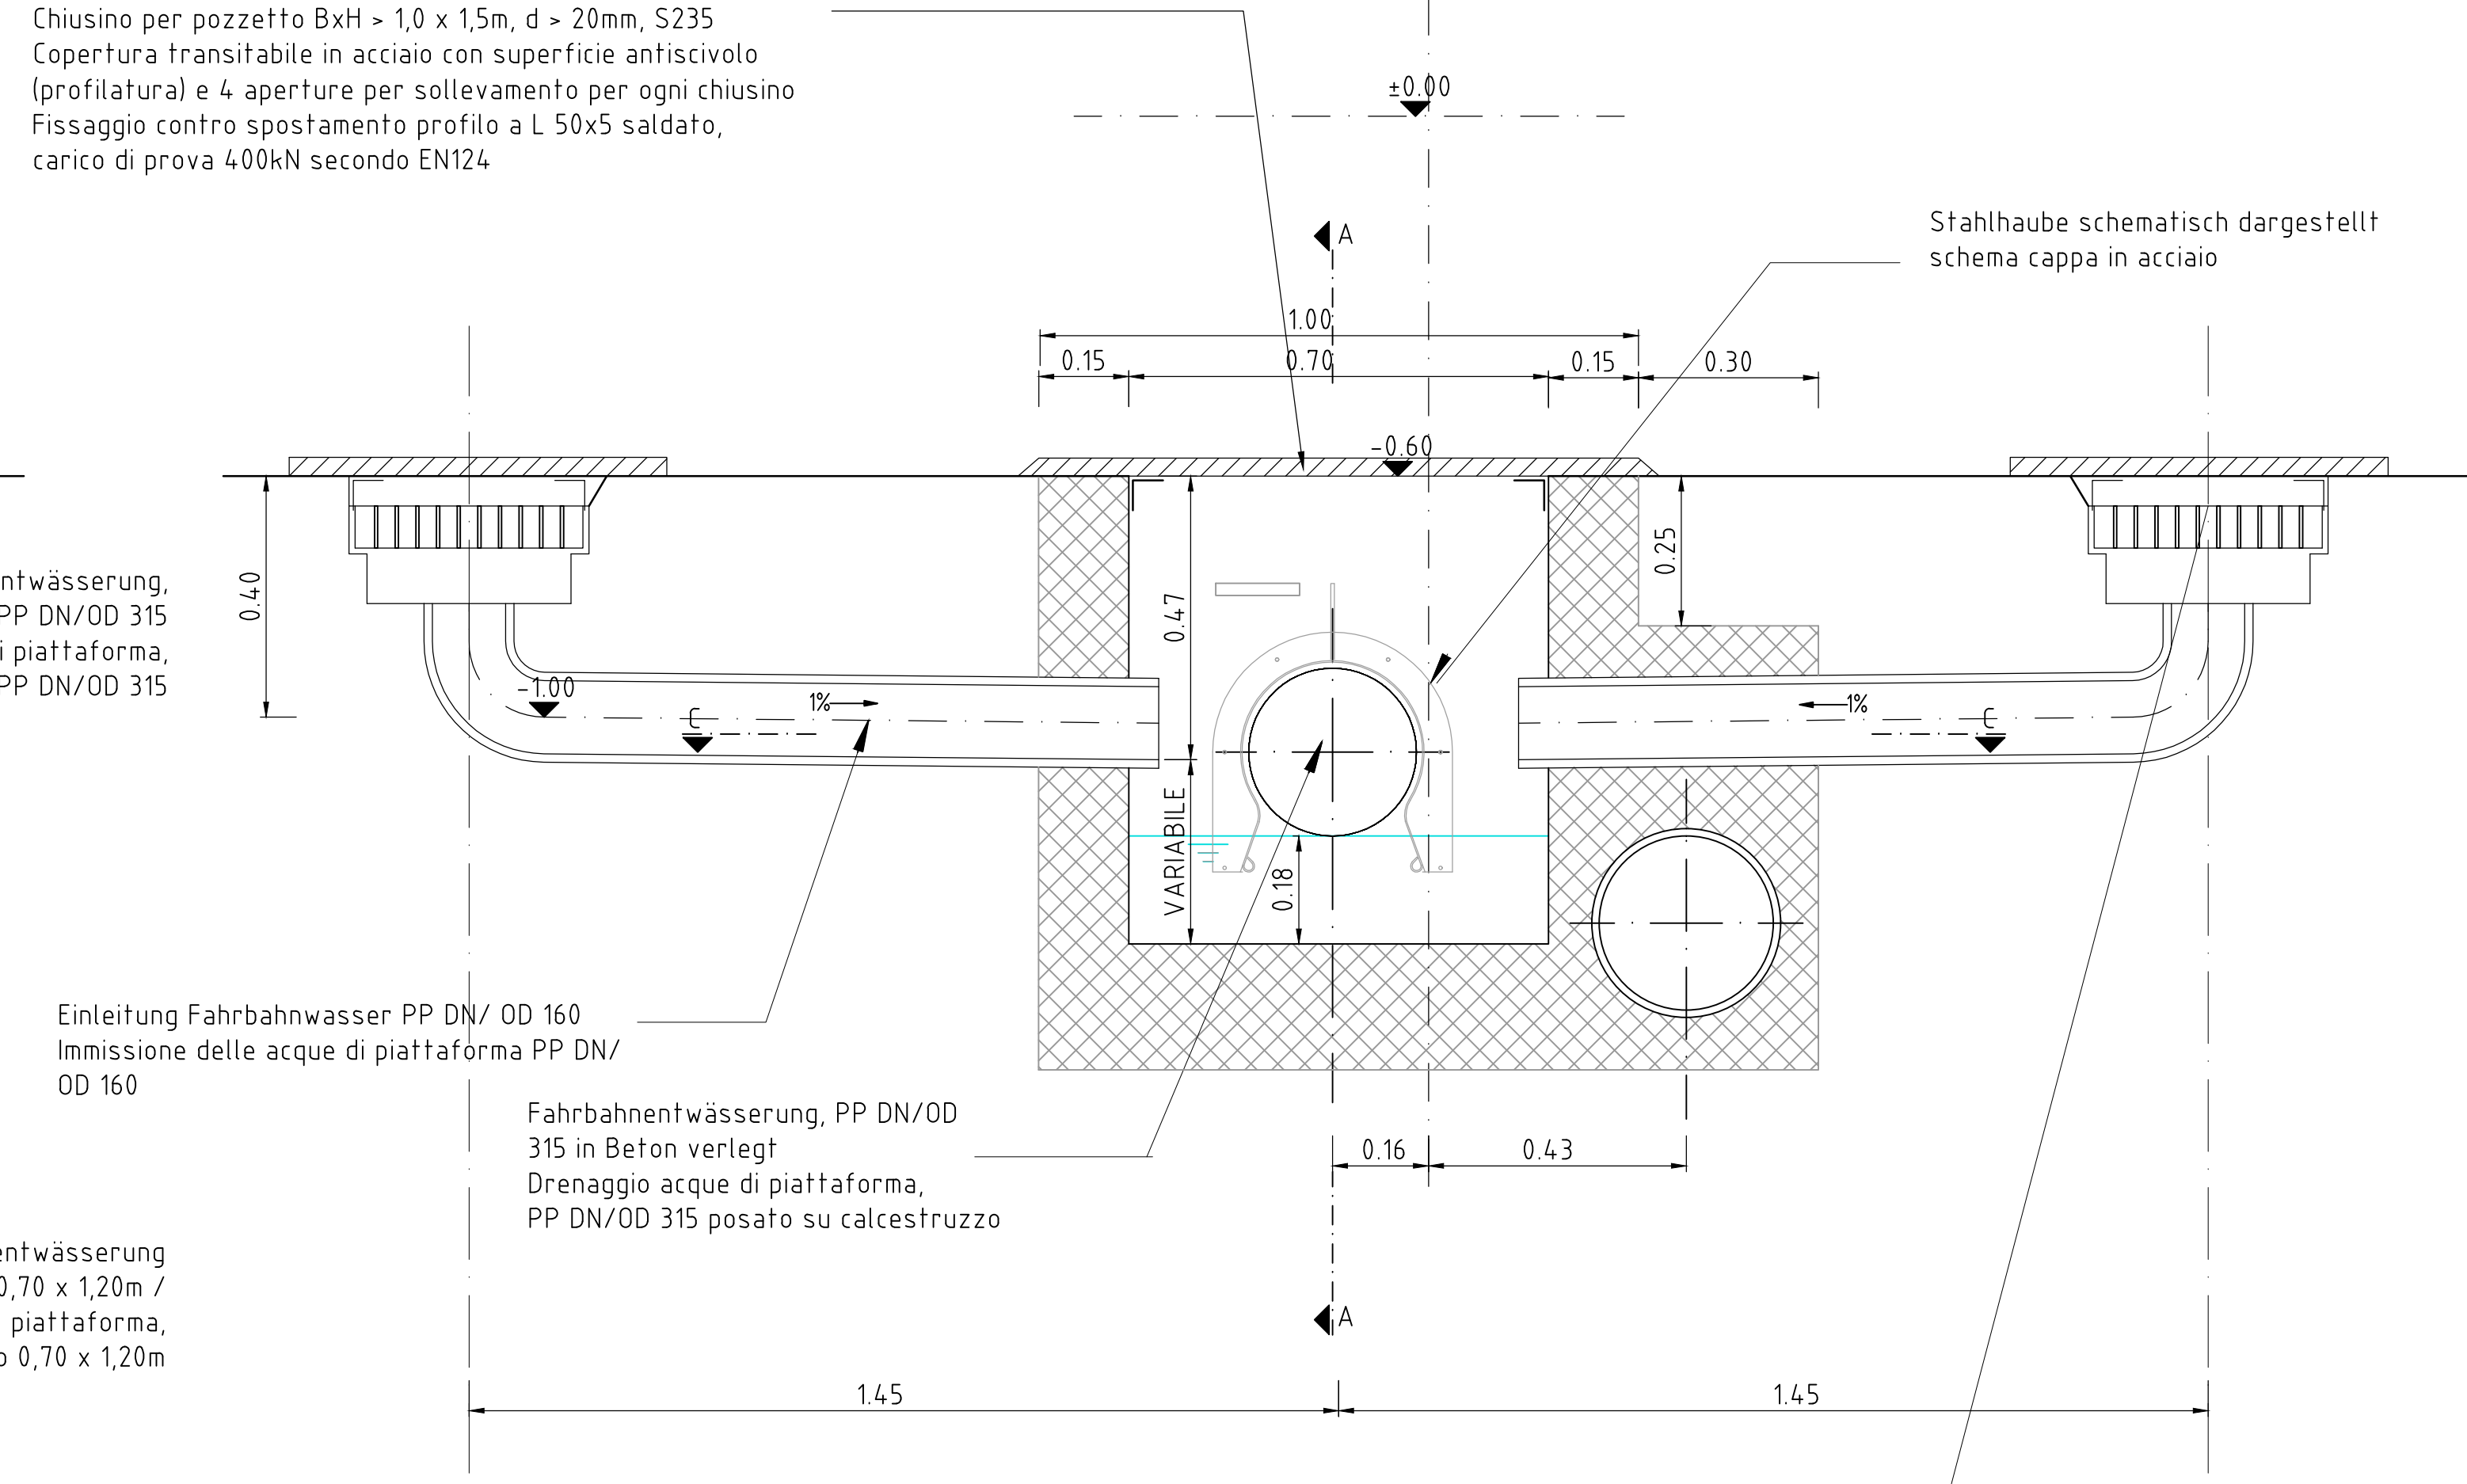 Chiusino per pozzetto BxH > 1,0 x 1,5m, d > 20mm, S235
Copertura transitabile in acciaio con superficie antiscivolo
(profilatura) e 4 aperture per sollevamento per ogni chiusino
Fissaggio contro spostamento profilo a L 50x5 saldato,
carico di prova 400kN secondo EN124
±0.00
A
Stahlhaube schematisch dargestellt
schema cappa in acciaio
1.00
0.15
0.70
0.15
0.30
-0.60
0.40
0.47
0.25
ntwässerung,
PP DN/OD 315
i piattaforma,
PP DN/OD 315
-1.00
C
1%
1%
C
VARIABILE
0.18
Einleitung Fahrbahnwasser PP DN/ OD 160
Immissione delle acque di piattaforma PP DN/
OD 160
Fahrbahnentwässerung, PP DN/OD
315 in Beton verlegt
Drenaggio acque di piattaforma,
PP DN/OD 315 posato su calcestruzzo
0.16
0.43
entwässerung
0,70 x 1,20m /
piattaforma,
o 0,70 x 1,20m
A
1.45
1.45